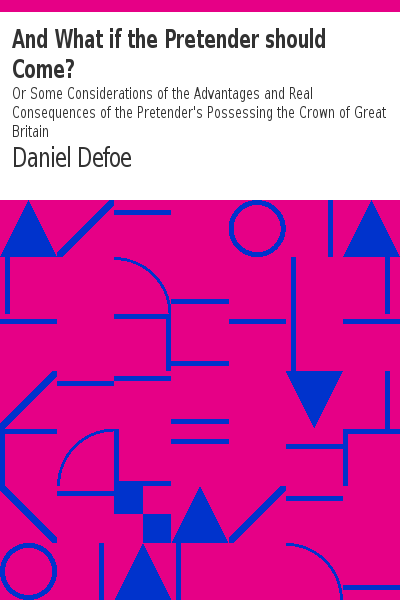 And What if the Pretender should
Come?
Or Some Considerations of the Advantages and Real
Consequences of the Pretender's Possessing the Crown of Great
Britain
Daniel Defoe